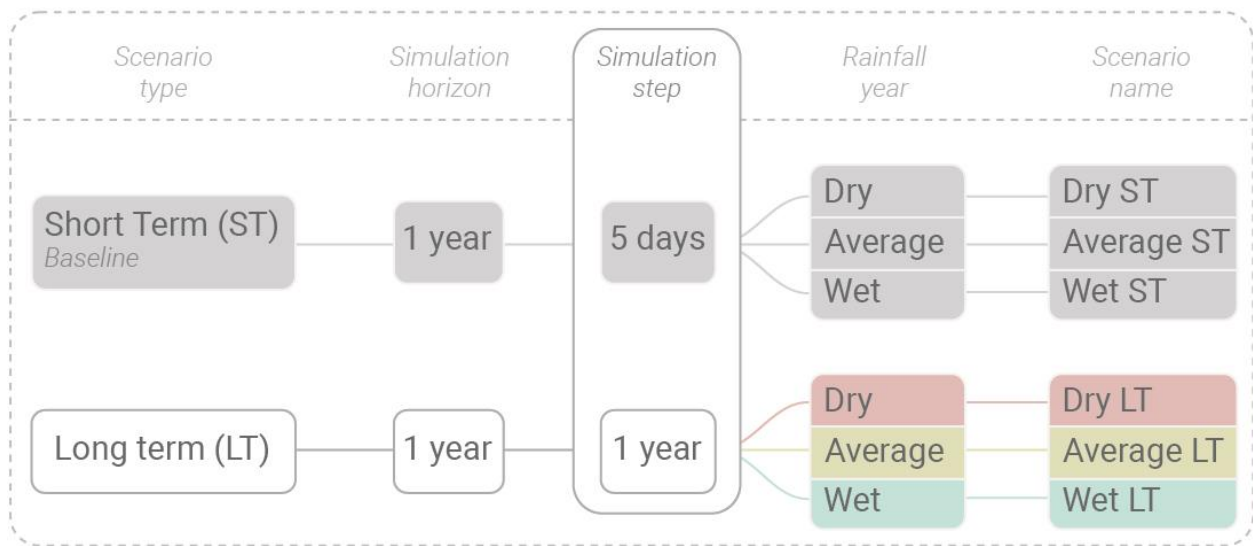 Scenario
type
Simulation
horizon
Simulation
step
Rainfall
year
Scenario
name
Short Term (ST)
Baseline
1 year
5 days
Dry
Average
Wet
Dry ST
Average ST
Wet ST
Long term (LT)
1 year
1 year
Dry
Average
Wet
Dry LT
Average LT
Wet LT